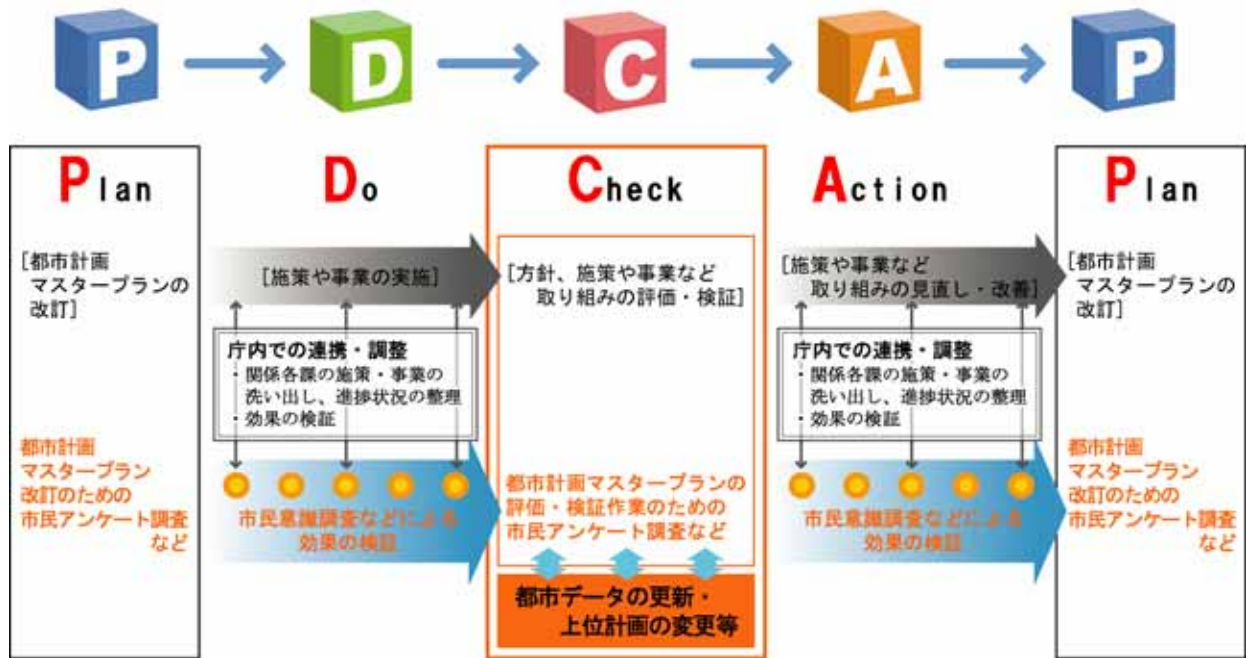 P
D
C
A
P
Plan
[都市計画
マスタープランの
改訂]
都市計画
マスタープラン
改訂のための
市民アンケート調査
など
Do
[施策や事業の実施]
庁内での連携・調整
・関係各課の施策・事業の
洗い出し、進捗状況の整理
・効果の検証
市民意識調査などによる
効果の検証
Check
[方針、施策や事業など
取り組みの評価・検証]
都市計画マスタープランの
評価・検証作業のための
市民アンケート調査など
都市データの更新・
上位計画の変更等
Action
[施策や事業など
取り組みの見直し・改善]
庁内での連携・調整
・関係各課の施策・事業の
洗い出し、進捗状況の整理
・効果の検証
市民意識調査などによる
効果の検証
Plan
[都市計画
マスタープランの
改訂]
都市計画
マスタープラン
改訂のための
市民アンケート調査
など